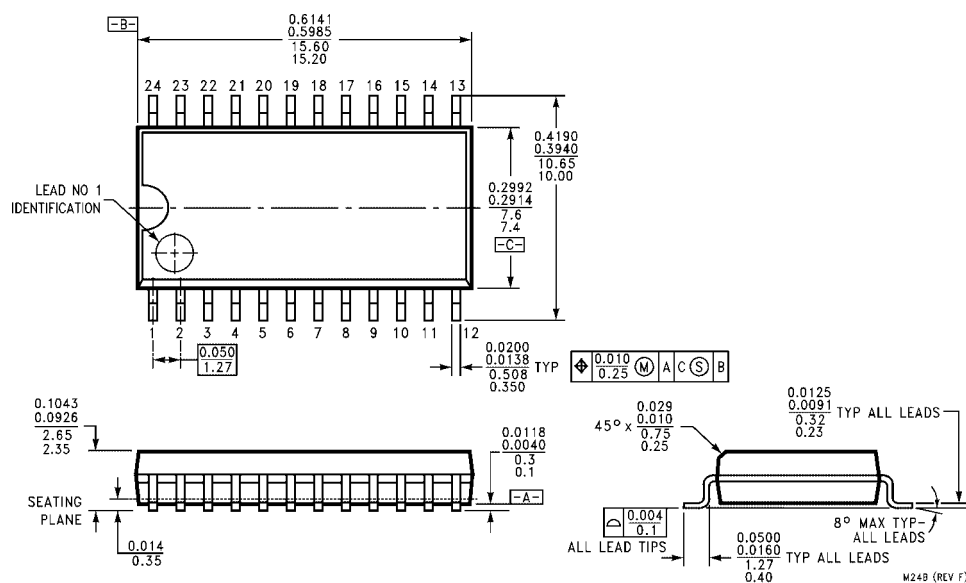 -B-
0.6141
0.5985
15.60
15.20
24 23 22 21 20 19 18 17 16 15 14 13
0.4190
0.3940
10.65
10.00
0.2992
0.2914
7.6
7.4
-C-
LEAD NO 1
IDENTIFICATION
1 2 3 4 5 6 7 8 9 10 11 12
0.050
1.27
0.0200
0.0138
0.508
0.350
TYP
0.010
0.25
M A C S B
0.1043
0.0926
2.65
2.35
0.0118
0.0040
0.3
0.1
-A-
SEATING
PLANE
0.014
0.35
45° x
0.029
0.010
0.75
0.25
0.0125
0.0091
0.32
0.23
TYP ALL LEADS
0.004
0.1
ALL LEAD TIPS
0.0500
0.0160
1.27
0.40
TYP ALL LEADS
8° MAX TYP-
ALL LEADS
M24B (REV F)